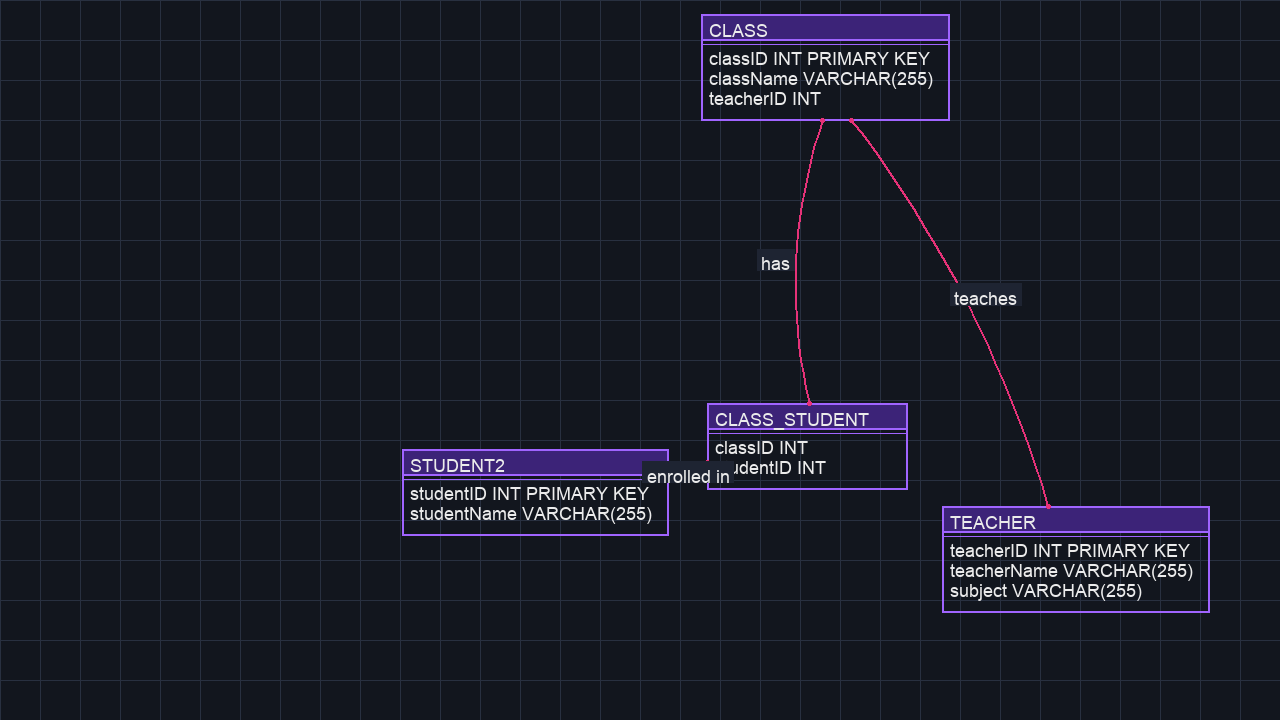 CLASS
classID INT PRIMARY KEY
className VARCHAR(255)
teacherID INT
has
teaches
CLASS_STUDENT
classID INT
udentID INT
STUDENT2
studentID INT PRIMARY KEY
studentName VARCHAR(255)
enrolled in
TEACHER
teacherID INT PRIMARY KEY
teacherName VARCHAR(255)
subject VARCHAR(255)